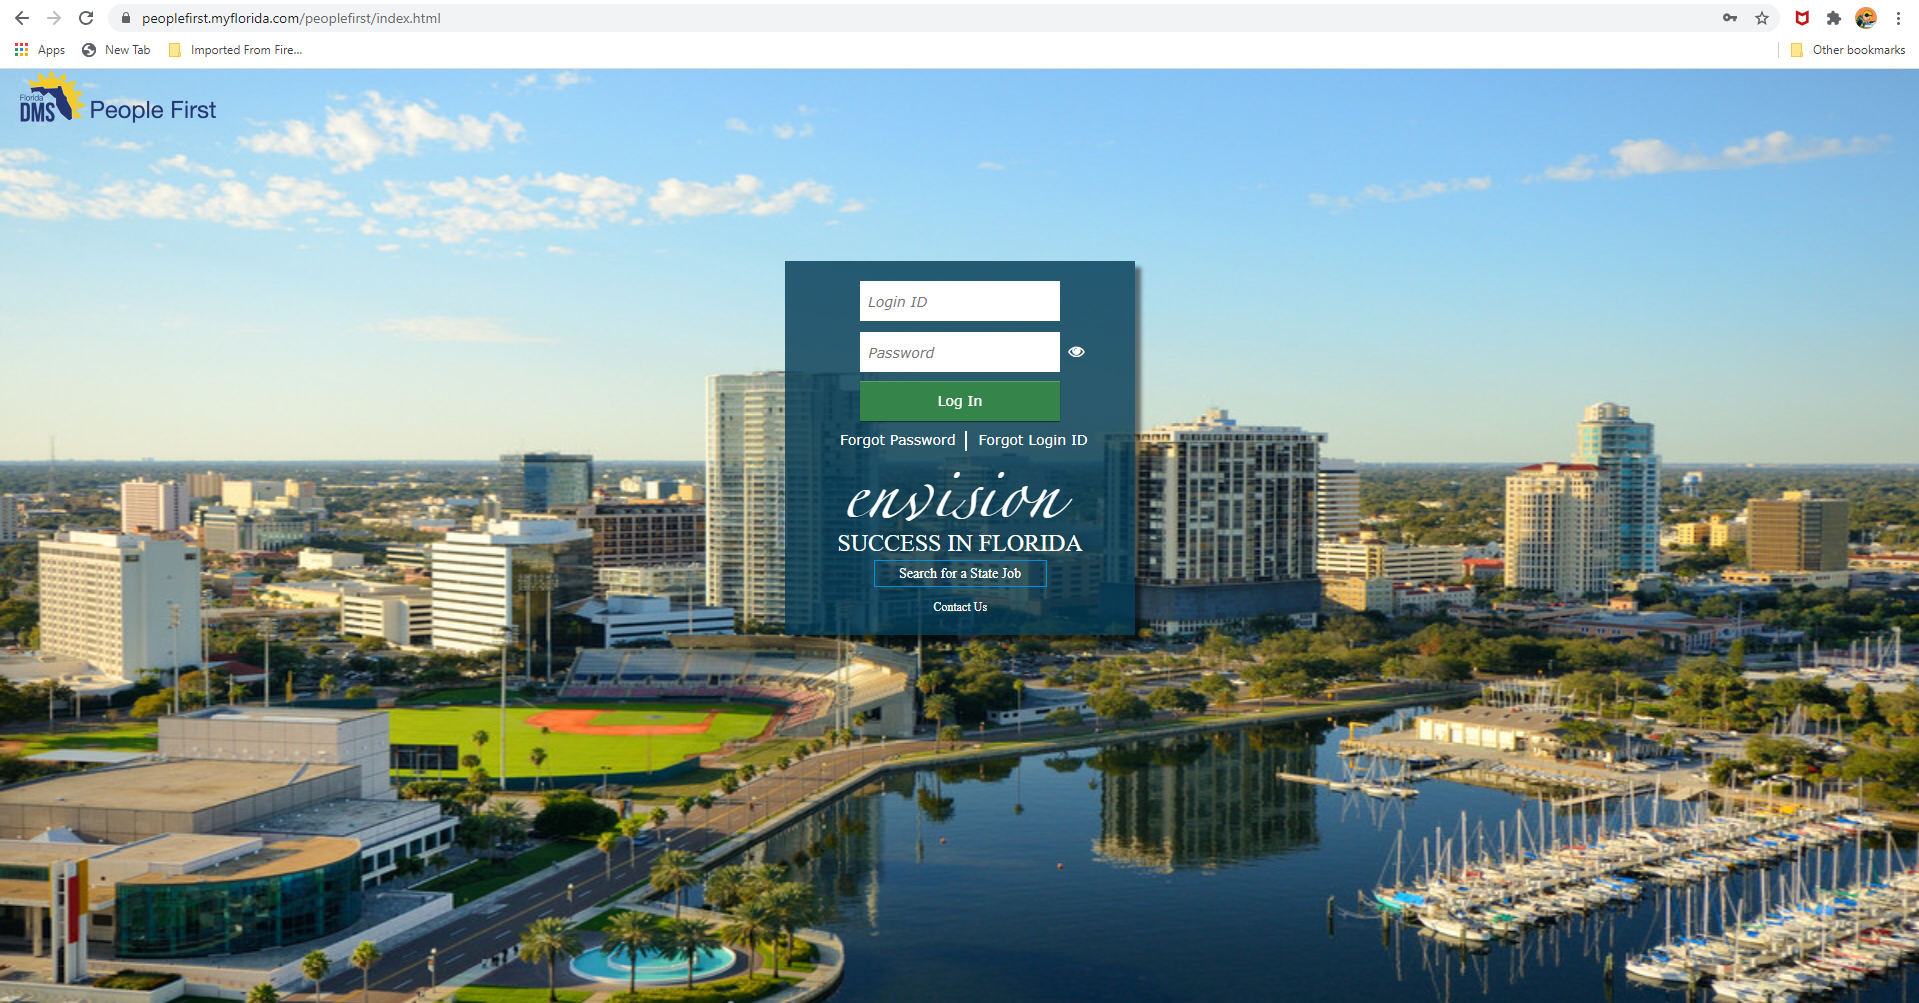 peoplefirst.myflorida.com/peoplefirst/index.html
Apps
New Tab
Imported From Fire...
Other bookmarks
Florida
DMS
People First
Login ID
Password
Log In
Forgot Password
Forgot Login ID
envision
SUCCESS IN FLORIDA
Search for a State Job
Contact Us